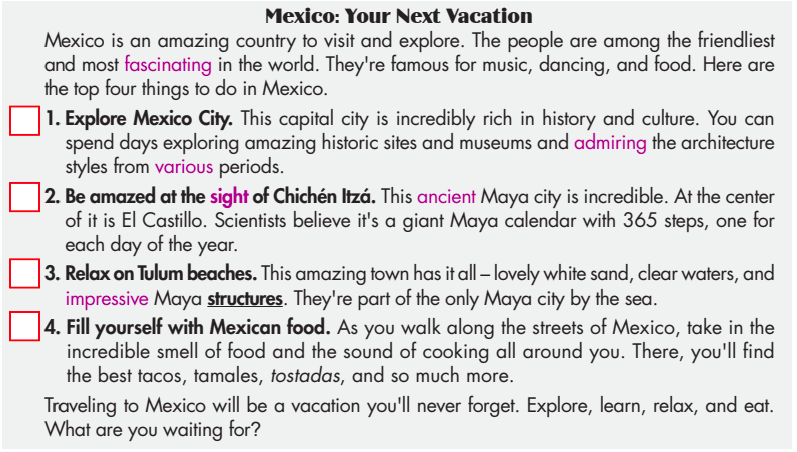 Mexico: Your Next Vacation
Mexico is an amazing country to visit and explore. The people are among the friendliest
and most fascinating in the world. They're famous for music, dancing, and food. Here are
the top four things to do in Mexico.
1. Explore Mexico City. This capital city is incredibly rich in history and culture. You can
spend days exploring amazing historic sites and museums and admiring the architecture
styles from various periods.
2. Be amazed at the sight of Chichén Itzá. This ancient Maya city is incredible. At the center
of it is El Castillo. Scientists believe it's a giant Maya calendar with 365 steps, one for
each day of the year.
3. Relax on Tulum beaches. This amazing town has it all – lovely white sand, clear waters, and
impressive Maya structures. They're part of the only Maya city by the sea.
4. Fill yourself with Mexican food. As you walk along the streets of Mexico, take in the
incredible smell of food and the sound of cooking all around you. There, you'll find
the best tacos, tamales, tostadas, and so much more.
Traveling to Mexico will be a vacation you'll never forget. Explore, learn, relax, and eat.
What are you waiting for?